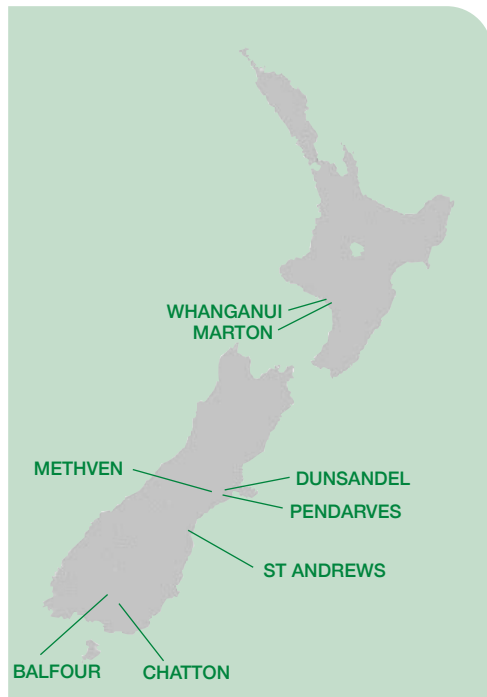 WHANGANUI
MARTON
METHVEN
DUNSANDEL
PENDARVES
ST ANDREWS
BALFOUR
CHATTON